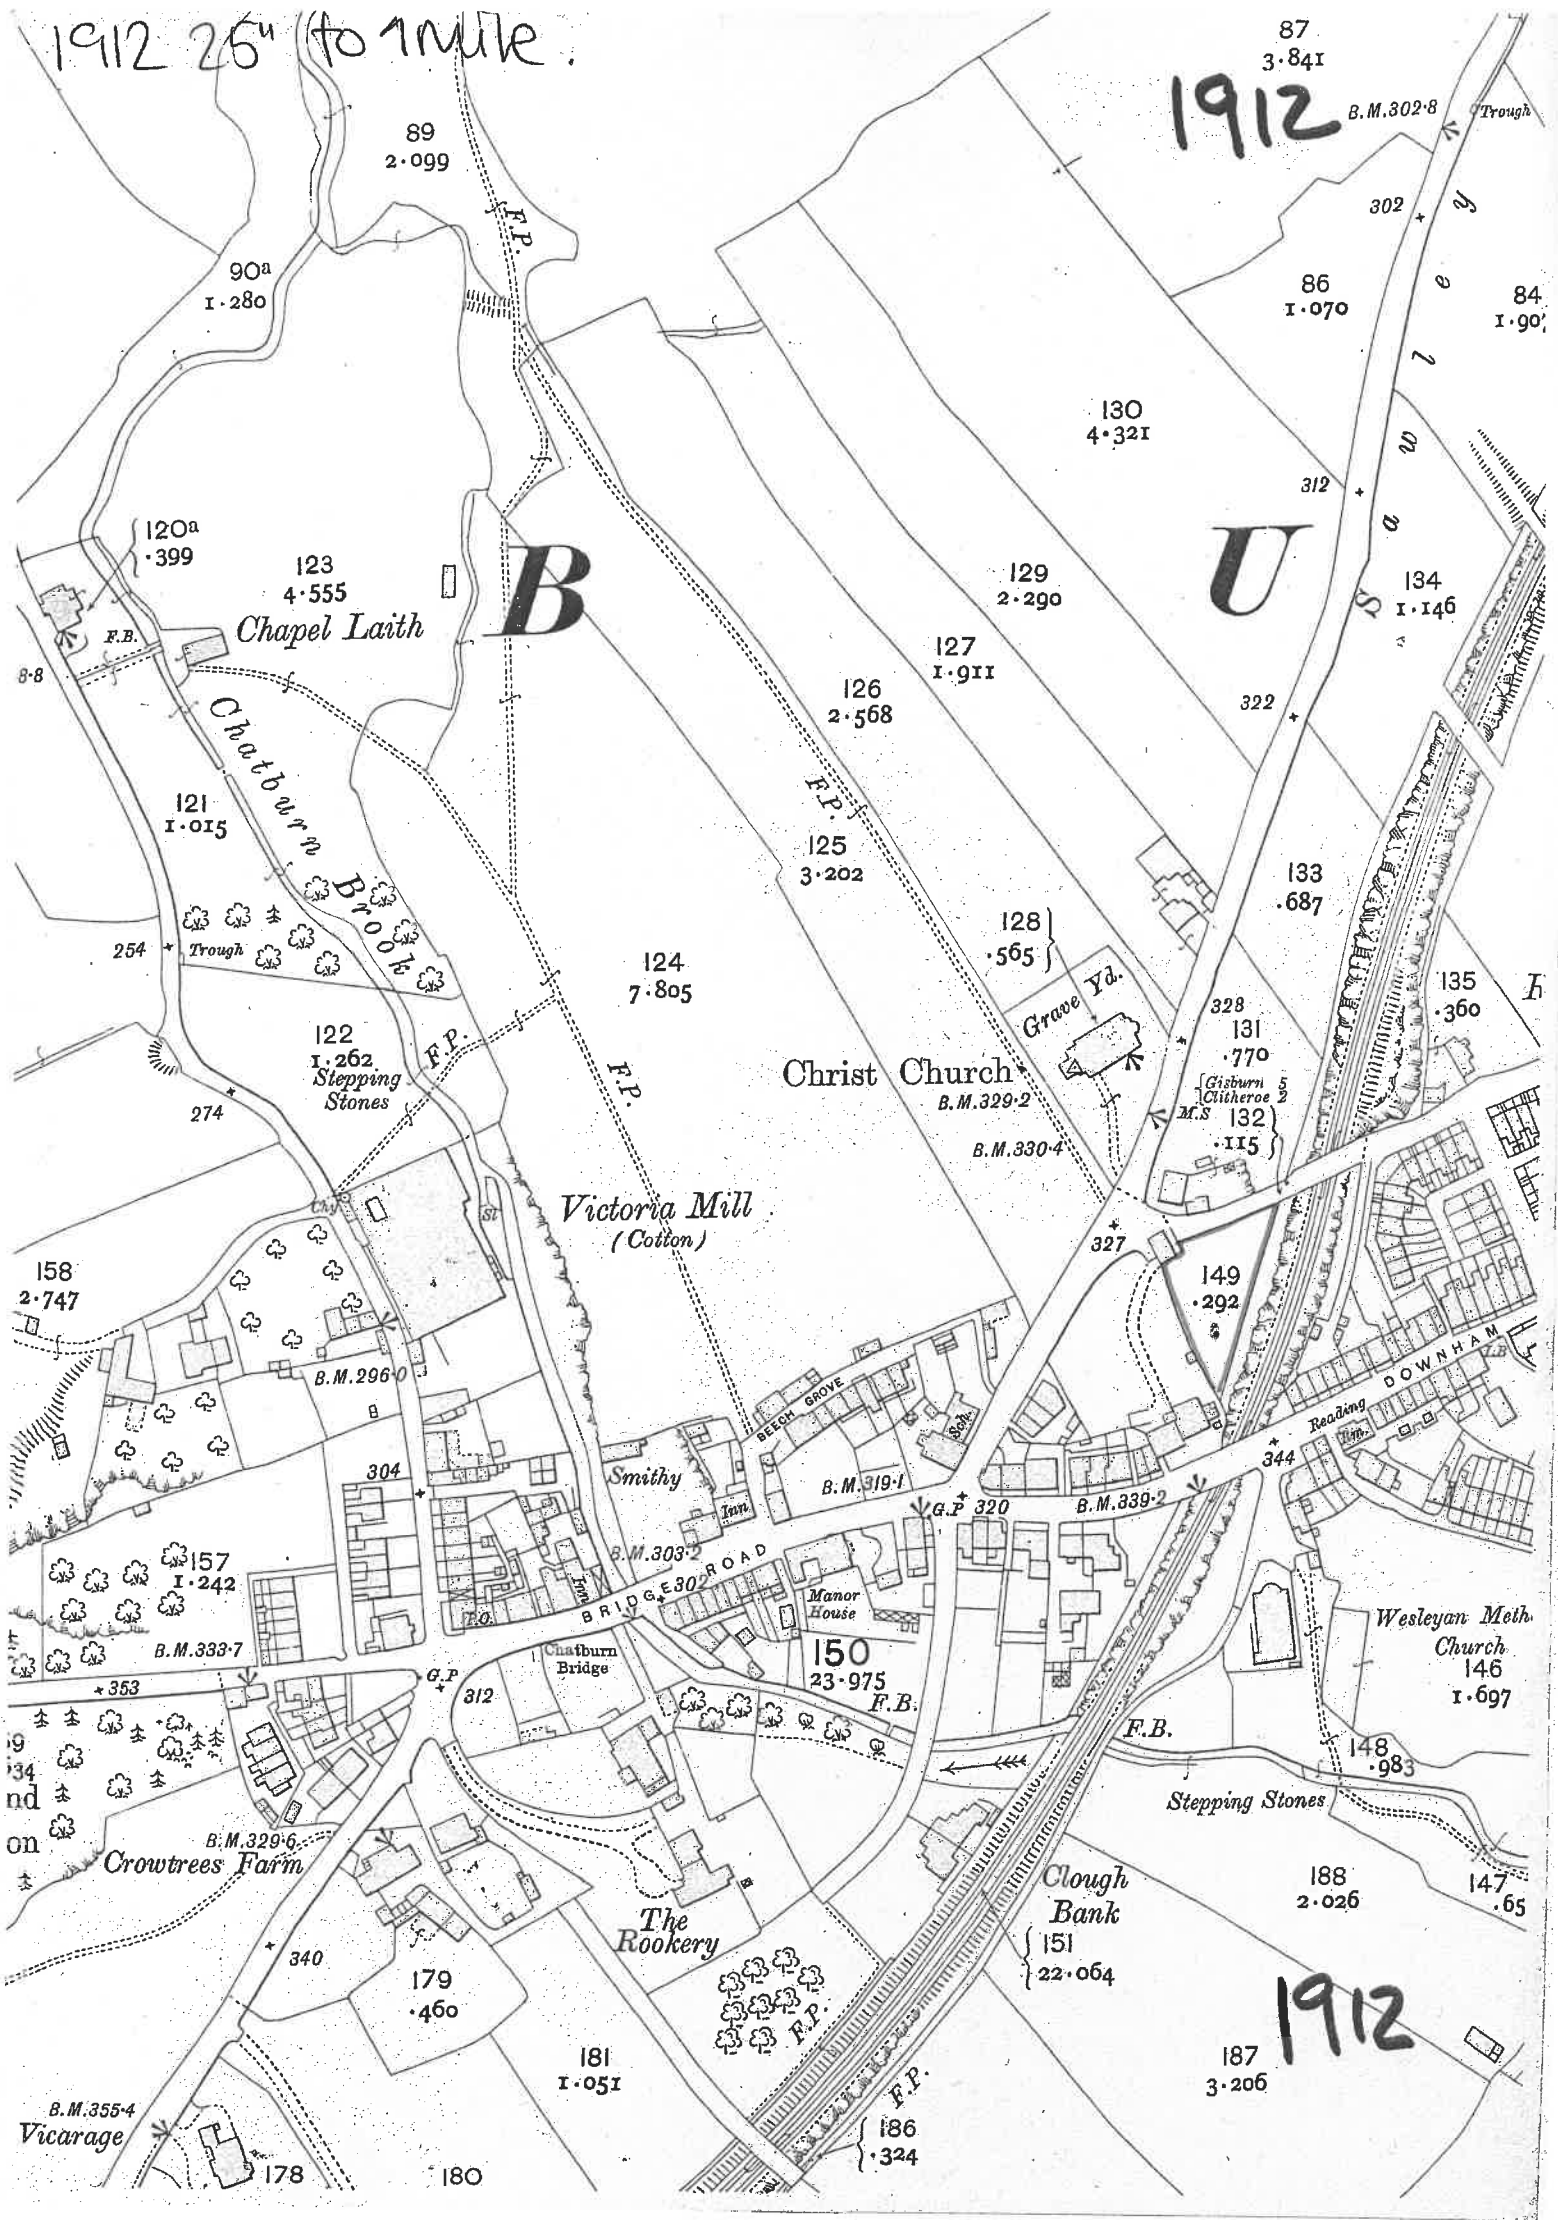 1912 25" to 1 Mile.
87
3·841
1912
B.M.302·8
Trough
89
2·099
F.P.
302
90a
1·280
86
1·070
84
130
4·321
312
120a
·399
123
4·555
Chapel Laith
B
U
Sawley
129
2·290
134
1·146
F.B.
8·8
127
1·911
126
2·568
322
Chatburn Brook
121
1·015
F.P.
125
3·202
133
·687
128
·565
254
Trough
124
7·805
Grave Yd.
135
·360
328
131
·770
122
1·262
Stepping
Stones
F.P.
F.P.
Christ Church
B.M.329·2
Gisburn 5
Clitheroe 2
M.S
132
·115
274
B.M.330·4
Chy.
Victoria Mill
(Cotton)
327
158
2·747
149
·292
B.M.296·0
DOWNHAM
BEECH GROVE
Sch.
Reading
Rm.
304
Smithy
Inn
B.M.319·1
G.P 320
B.M.339·2
344
B.M.303·2
302
BRIDGE ROAD
157
1·242
Inn
P.O.
Manor
House
Wesleyan Meth.
Church
146
1·697
B.M.333·7
Chatburn
Bridge
150
23·975
353
G.P
312
F.B.
F.B.
148
·983
Stepping Stones
nd
on
B.M.329·6
Crowtrees Farm
Clough
Bank
188
2·026
147
·65
The
Rookery
151
22·064
340
179
·460
F.P.
1912
181
1·051
187
3·206
F.P.
B.M.355·4
Vicarage
186
·324
178
180